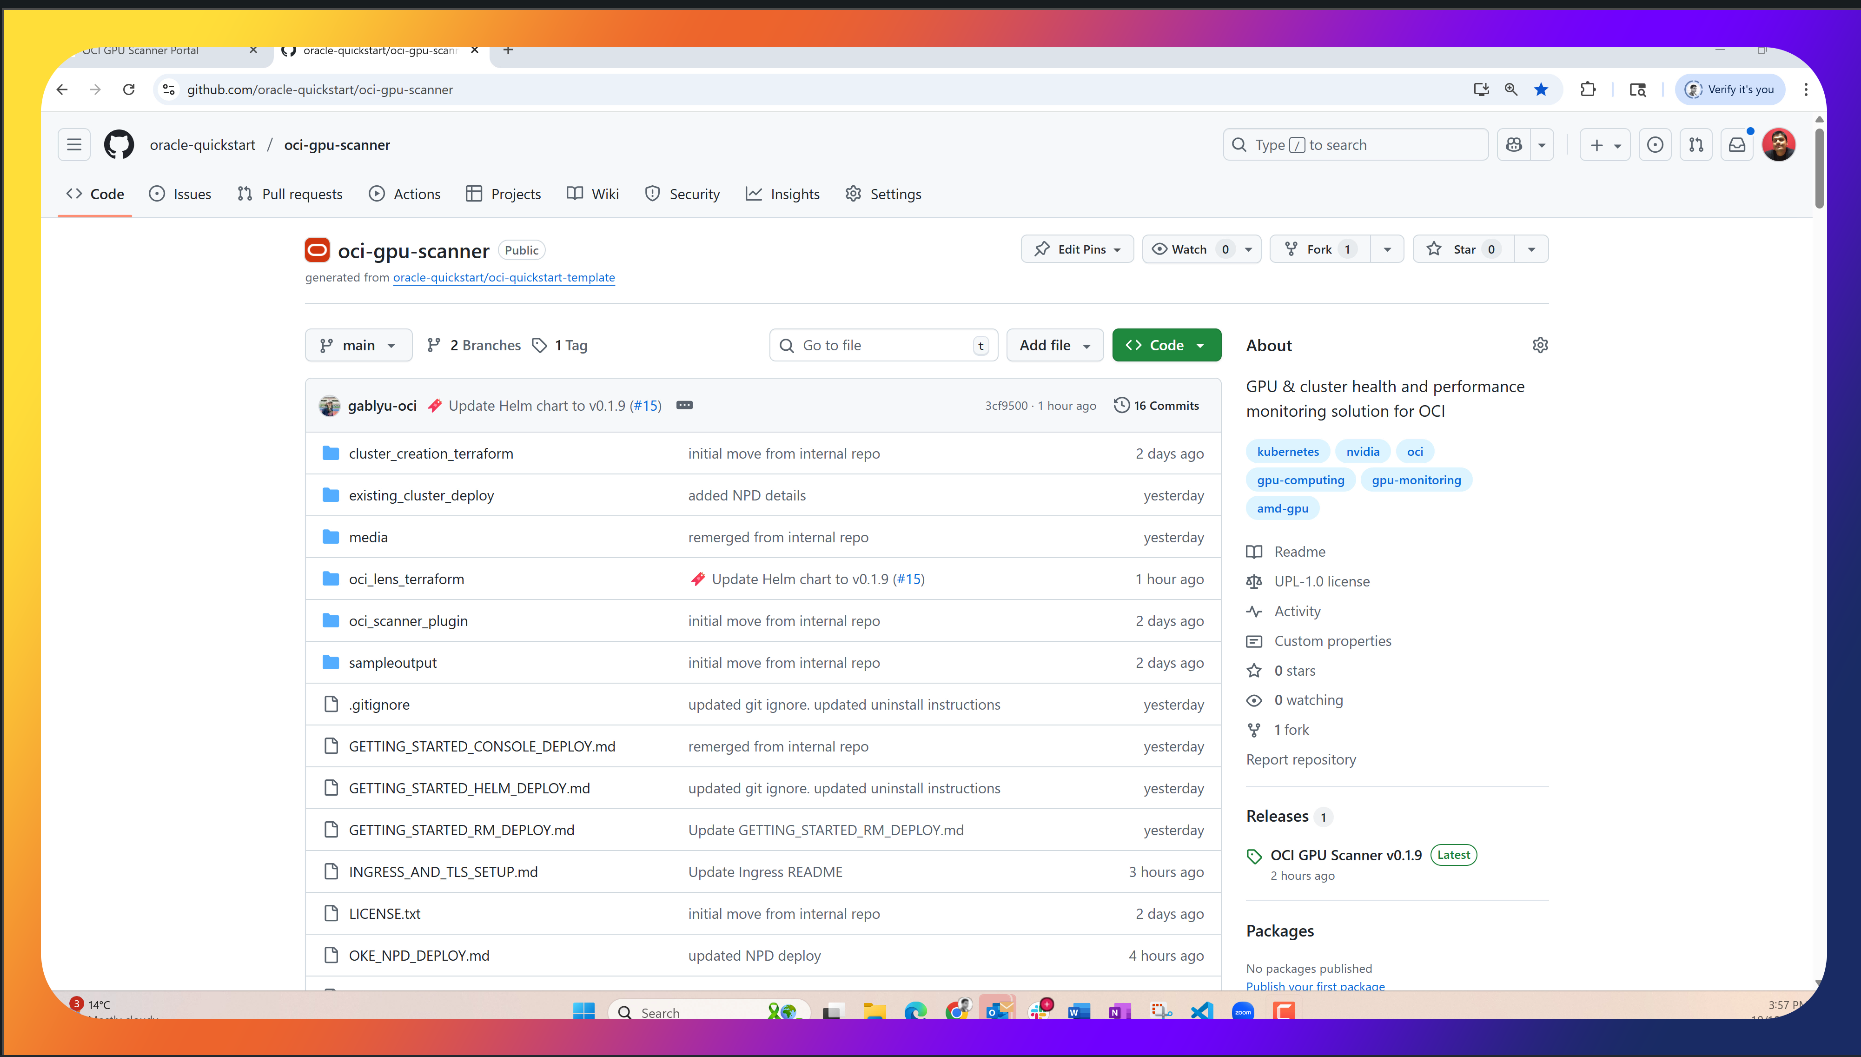 OCI GPU Scanner Portal
oracle-quickstart/oci-gpu-scann
github.com/oracle-quickstart/oci-gpu-scanner
Verify it's you
oracle-quickstart / oci-gpu-scanner
Type / to search
Code Issues Pull requests Actions Projects Wiki Security Insights Settings
oci-gpu-scanner Public
Edit Pins Watch 0 Fork 1 Star 0
generated from oracle-quickstart/oci-quickstart-template
main 2 Branches 1 Tag
Go to file t
Add file Code
gablyu-oci Update Helm chart to v0.1.9 (#15) 3cf9500 · 1 hour ago 16 Commits
cluster_creation_terraform initial move from internal repo 2 days ago
existing_cluster_deploy added NPD details yesterday
media remerged from internal repo yesterday
oci_lens_terraform Update Helm chart to v0.1.9 (#15) 1 hour ago
oci_scanner_plugin initial move from internal repo 2 days ago
sampleoutput initial move from internal repo 2 days ago
.gitignore updated git ignore. updated uninstall instructions yesterday
GETTING_STARTED_CONSOLE_DEPLOY.md remerged from internal repo yesterday
GETTING_STARTED_HELM_DEPLOY.md updated git ignore. updated uninstall instructions yesterday
GETTING_STARTED_RM_DEPLOY.md Update GETTING_STARTED_RM_DEPLOY.md yesterday
INGRESS_AND_TLS_SETUP.md Update Ingress README 3 hours ago
LICENSE.txt initial move from internal repo 2 days ago
OKE_NPD_DEPLOY.md updated NPD deploy 4 hours ago
About
GPU & cluster health and performance
monitoring solution for OCI
kubernetes nvidia oci
gpu-computing gpu-monitoring
amd-gpu
Readme
UPL-1.0 license
Activity
Custom properties
0 stars
0 watching
1 fork
Report repository
Releases 1
OCI GPU Scanner v0.1.9 Latest
2 hours ago
Packages
No packages published
Publish your first package
3 14°C
Mostly cloudy
Search
zoom
3:57 PM